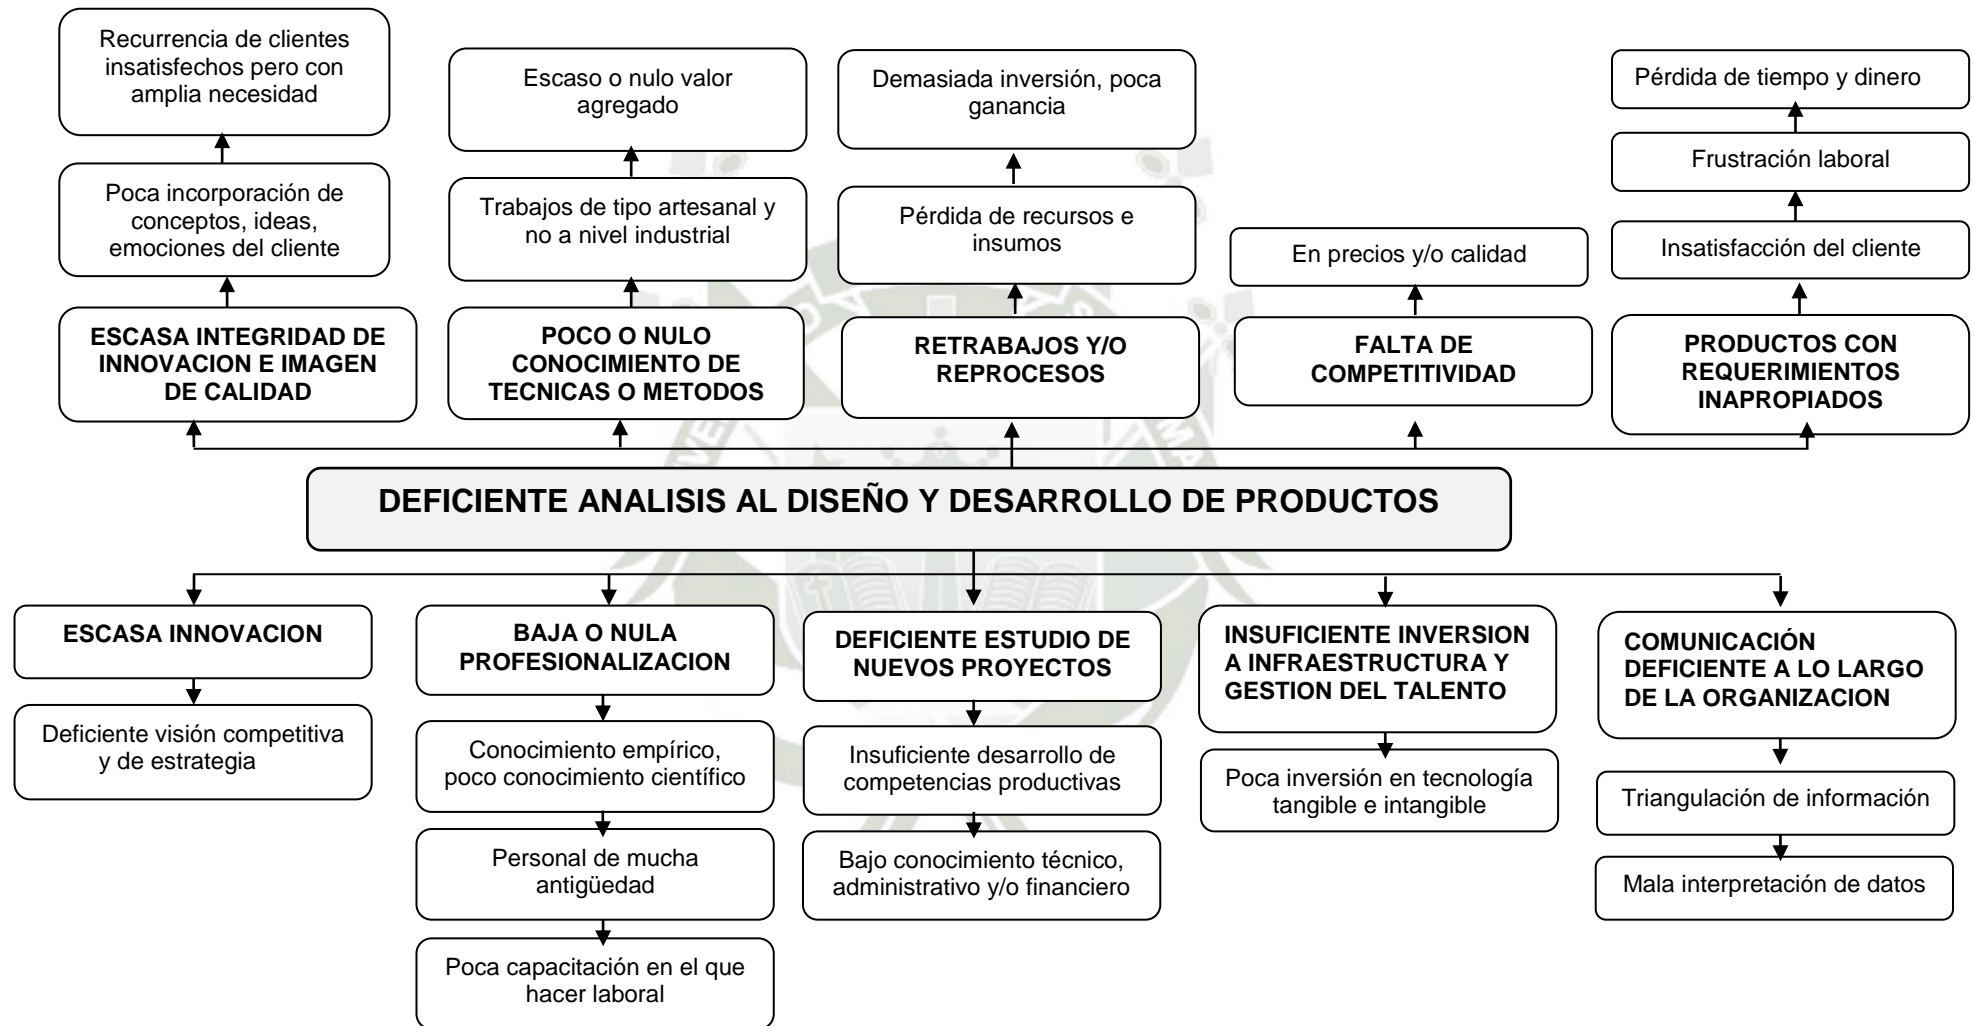 Recurrencia de clientes
insatisfechos pero con
amplia necesidad
Escaso o nulo valor
agregado
Demasiada inversión, poca
ganancia
Pérdida de tiempo y dinero
Frustración laboral
Poca incorporación de
conceptos, ideas,
emociones del cliente
Trabajos de tipo artesanal y
no a nivel industrial
Pérdida de recursos e
insumos
En precios y/o calidad
Insatisfacción del cliente
ESCASA INTEGRIDAD DE
INNOVACION E IMAGEN
DE CALIDAD
POCO O NULO
CONOCIMIENTO DE
TECNICAS O METODOS
RETRABAJOS Y/O
REPROCESOS
FALTA DE
COMPETITIVIDAD
PRODUCTOS CON
REQUERIMIENTOS
INAPROPIADOS
DEFICIENTE ANALISIS AL DISEÑO Y DESARROLLO DE PRODUCTOS
ESCASA INNOVACION
BAJA O NULA
PROFESIONALIZACION
DEFICIENTE ESTUDIO DE
NUEVOS PROYECTOS
INSUFICIENTE INVERSION
A INFRAESTRUCTURA Y
GESTION DEL TALENTO
COMUNICACIÓN
DEFICIENTE A LO LARGO
DE LA ORGANIZACION
Deficiente visión competitiva
y de estrategia
Conocimiento empírico,
poco conocimiento científico
Insuficiente desarrollo de
competencias productivas
Poca inversión en tecnología
tangible e intangible
Triangulación de información
Personal de mucha
antigüedad
Bajo conocimiento técnico,
administrativo y/o financiero
Mala interpretación de datos
Poca capacitación en el que
hacer laboral